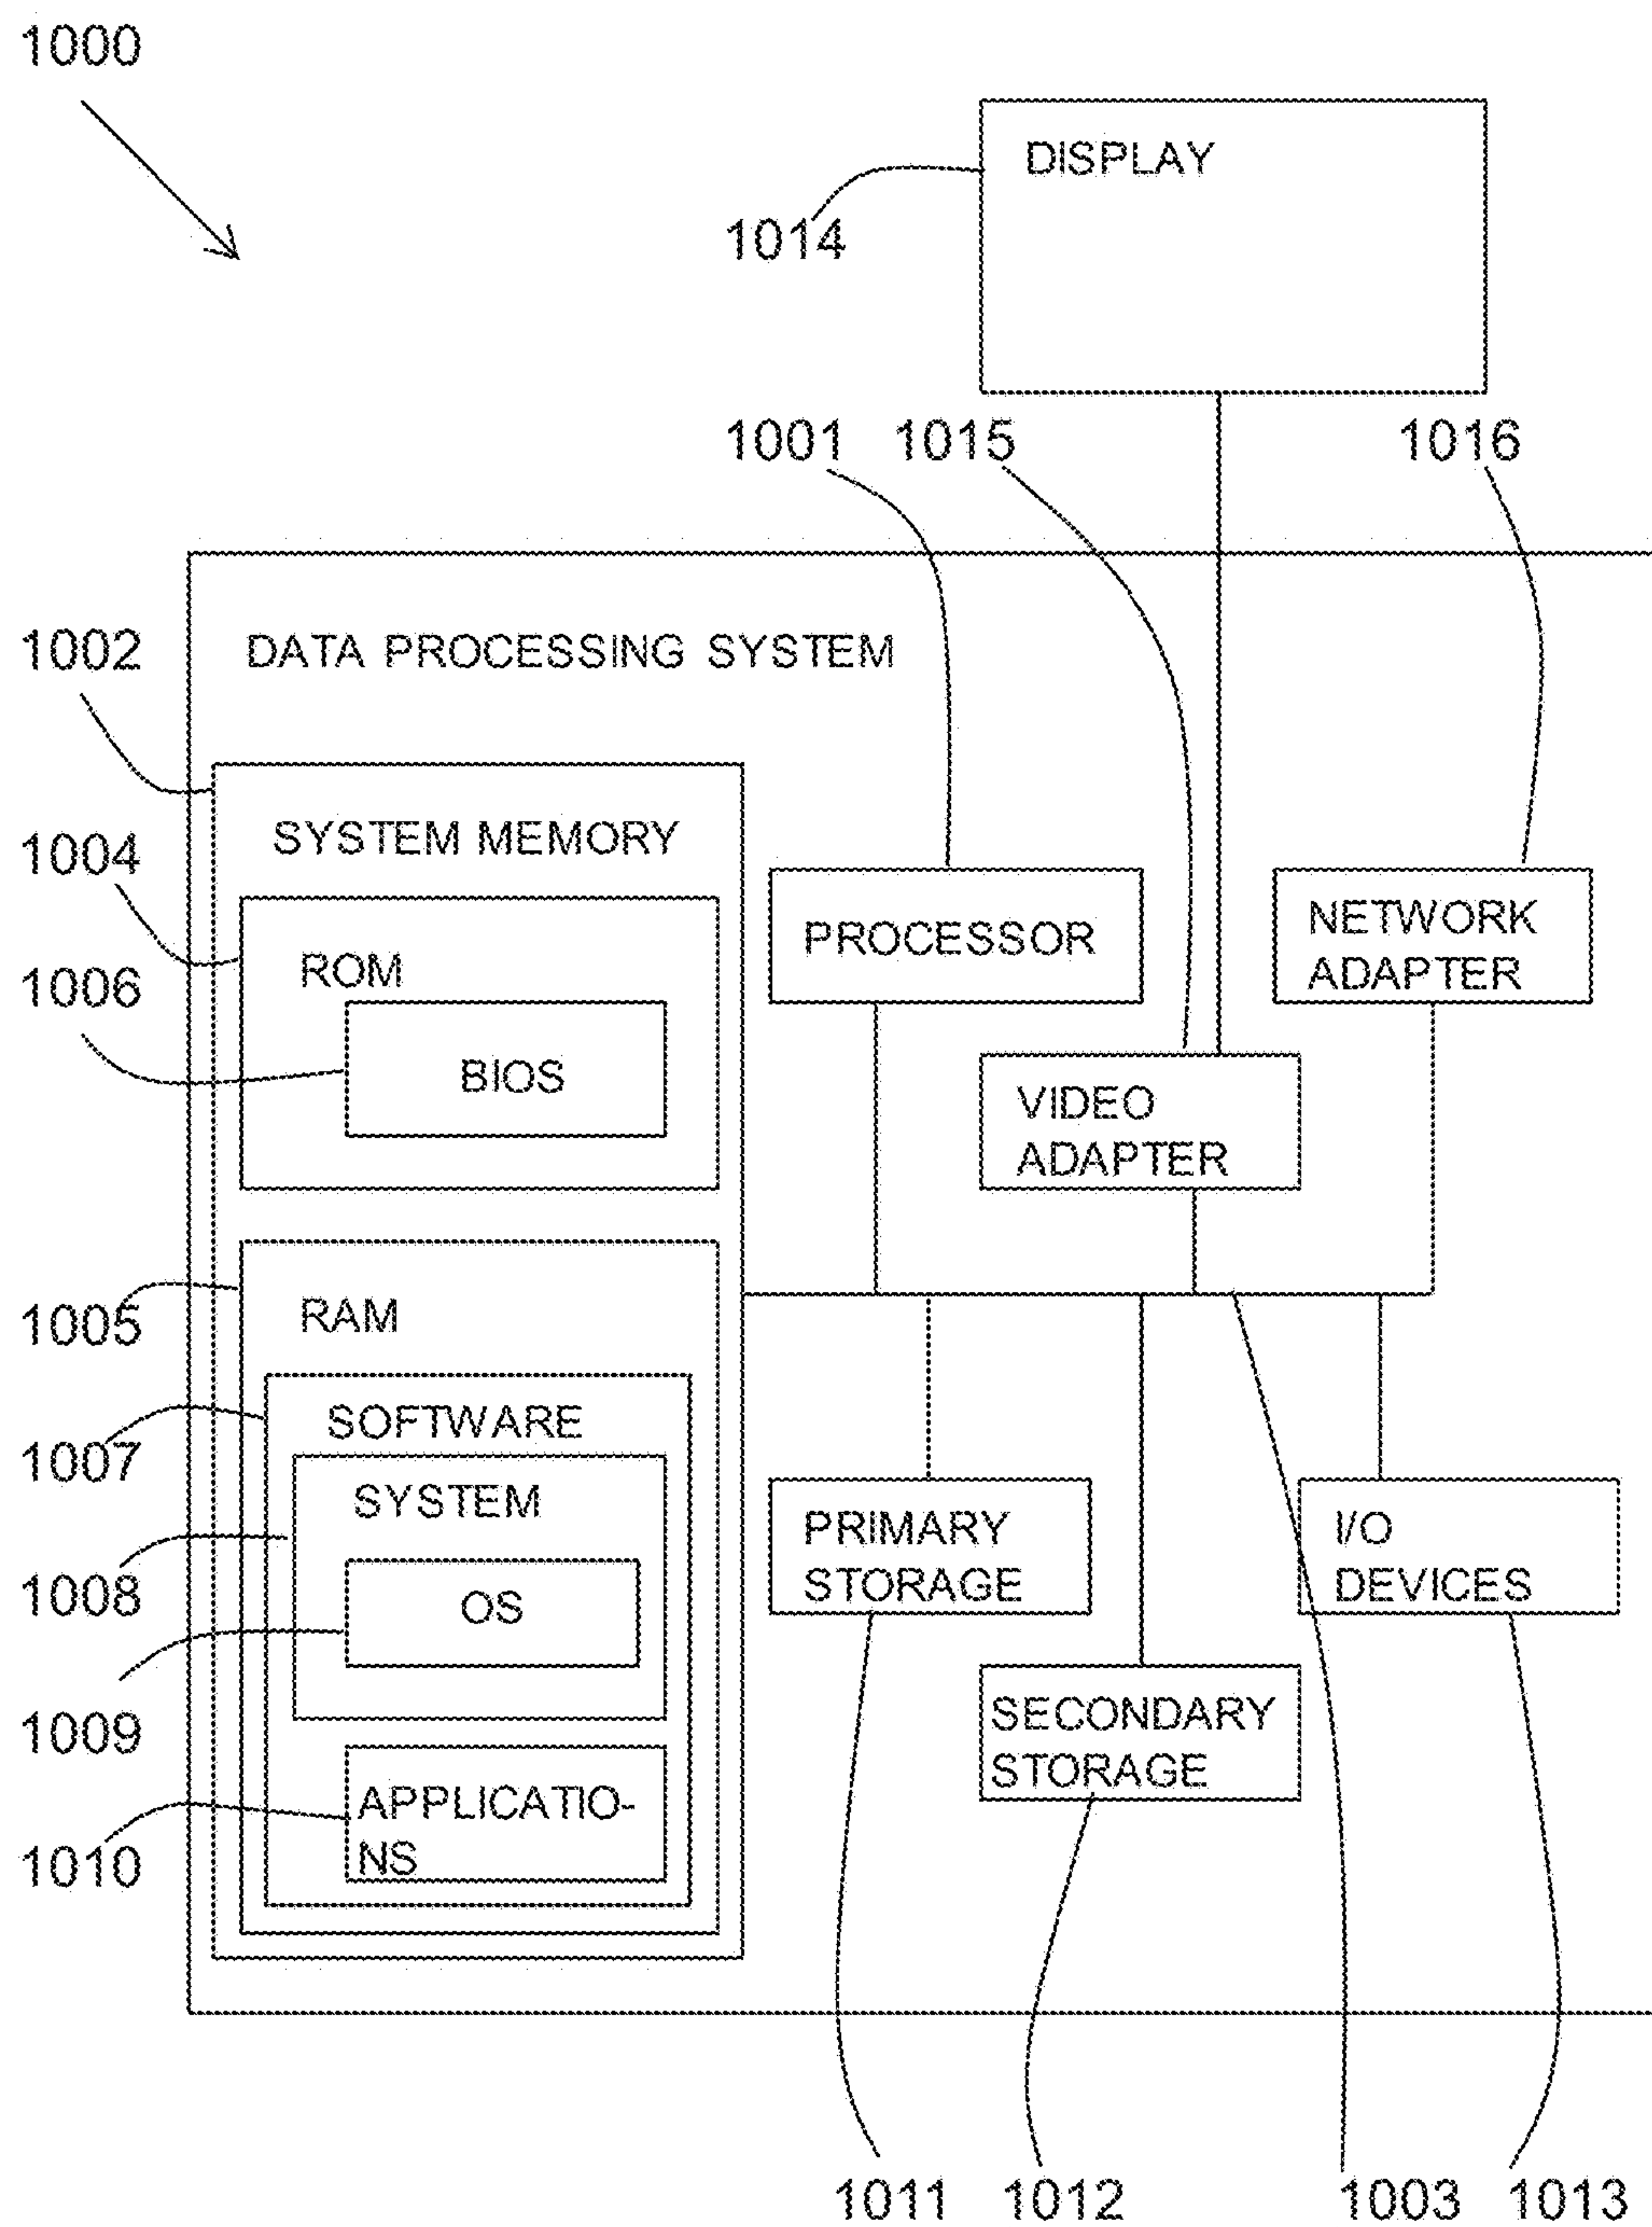 1000
DISPLAY
1014
1001
1015
1016
1002
DATA PROCESSING SYSTEM
SYSTEM MEMORY
1004
ROM
1006
BIOS
PROCESSOR
NETWORK
ADAPTER
VIDEO
ADAPTER
1005
RAM
1007
SOFTWARE
SYSTEM
1008
OS
1009
APPLICATIO-
NS
1010
PRIMARY
STORAGE
I/O
DEVICES
SECONDARY
STORAGE
1011
1012
1003
1013